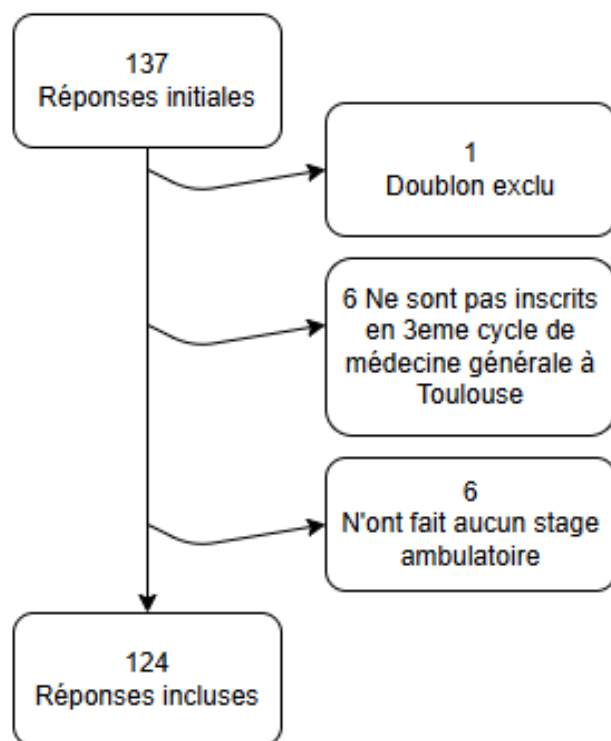 137
Réponses initiales
1
Doublon exclu
6 Ne sont pas inscrits
en 3eme cycle de
médecine générale à
Toulouse
6
N'ont fait aucun stage
ambulatoire
124
Réponses incluses